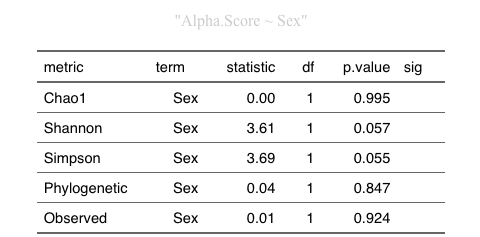 "Alpha.Score ~ Sex"
metric term statistic df p.value sig
Chao1 Sex 0.00 1 0.995
Shannon Sex 3.61 1 0.057
Simpson Sex 3.69 1 0.055
Phylogenetic Sex 0.04 1 0.847
Observed Sex 0.01 1 0.924